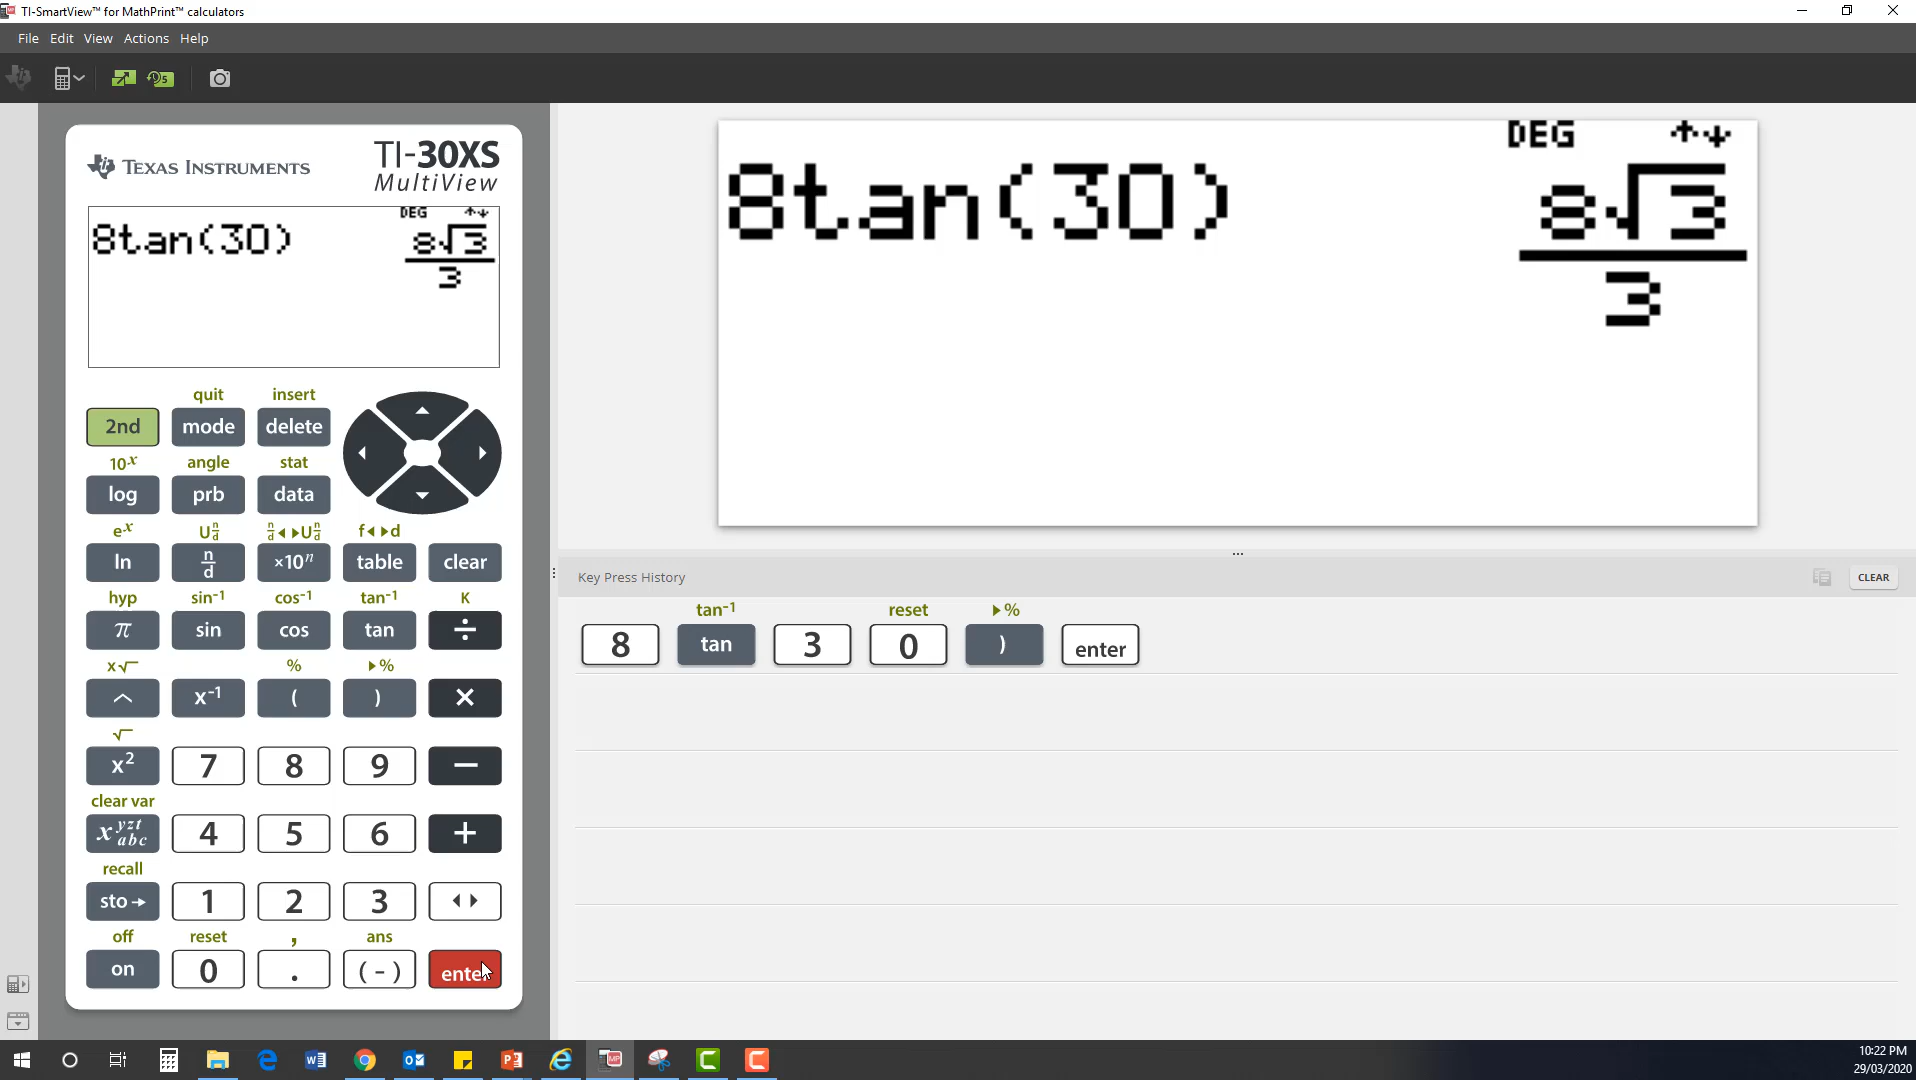 TI-SmartView™ for MathPrint™ calculators
File Edit View Actions Help
TEXAS INSTRUMENTS
TI-30XS
MultiView
DEG
8tan(30) 8√3/3
quit insert
2nd mode delete
10ˣ angle stat
log prb data
eˣ U n/d n/d◄►U n/d f◄►d
ln n/d ×10ⁿ table clear
hyp sin⁻¹ cos⁻¹ tan⁻¹ K
π sin cos tan ÷
x√ % ►%
^ x⁻¹ ( ) ×
√
x² 7 8 9 −
clear var
x yzt abc 4 5 6 +
recall
sto→ 1 2 3 ◄►
off reset , ans
on 0 . (-) enter
DEG
8tan(30) 8√3/3
Key Press History CLEAR
tan⁻¹ reset ►%
8 tan 3 0 ) enter
10:22 PM
29/03/2020